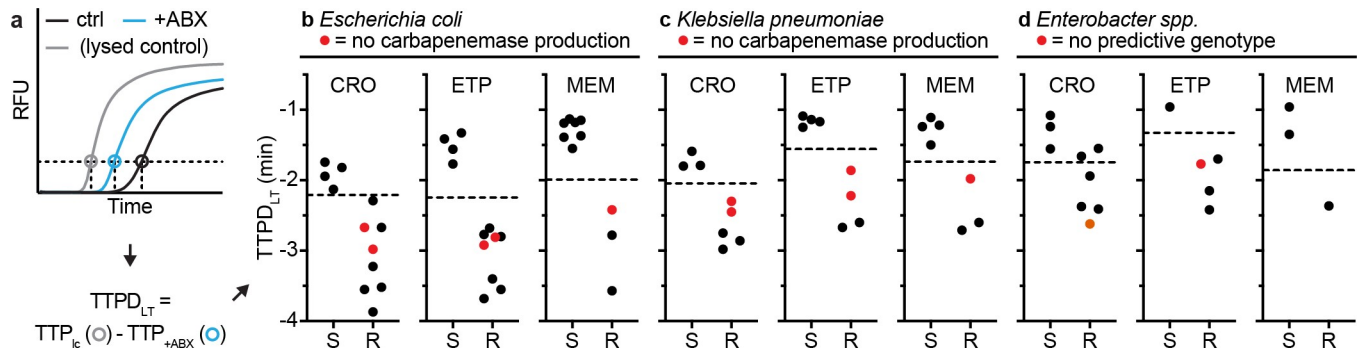 a
ctrl +ABX
(lysed control)
RFU
Time
TTPD_LT =
TTP_lc (○) - TTP_+ABX (○)
b Escherichia coli
● = no carbapenemase production
c Klebsiella pneumoniae
● = no carbapenemase production
d Enterobacter spp.
● = no predictive genotype
CRO ETP MEM CRO ETP MEM CRO ETP MEM
TTPD_LT (min)
-1
-2
-3
-4
S R S R S R S R S R S R S R S R S R